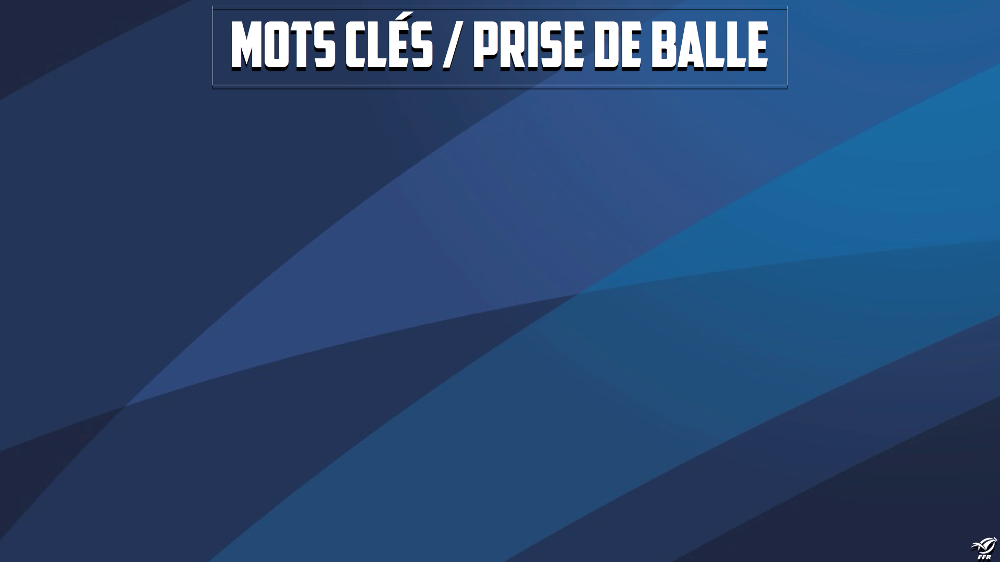 MOTS CLÉS / PRISE DE BALLE
FFR